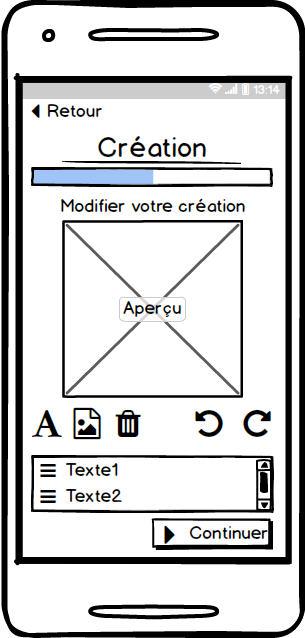 13:14
Retour
Création
Modifier votre création
Aperçu
A
Texte1
Texte2
Continuer